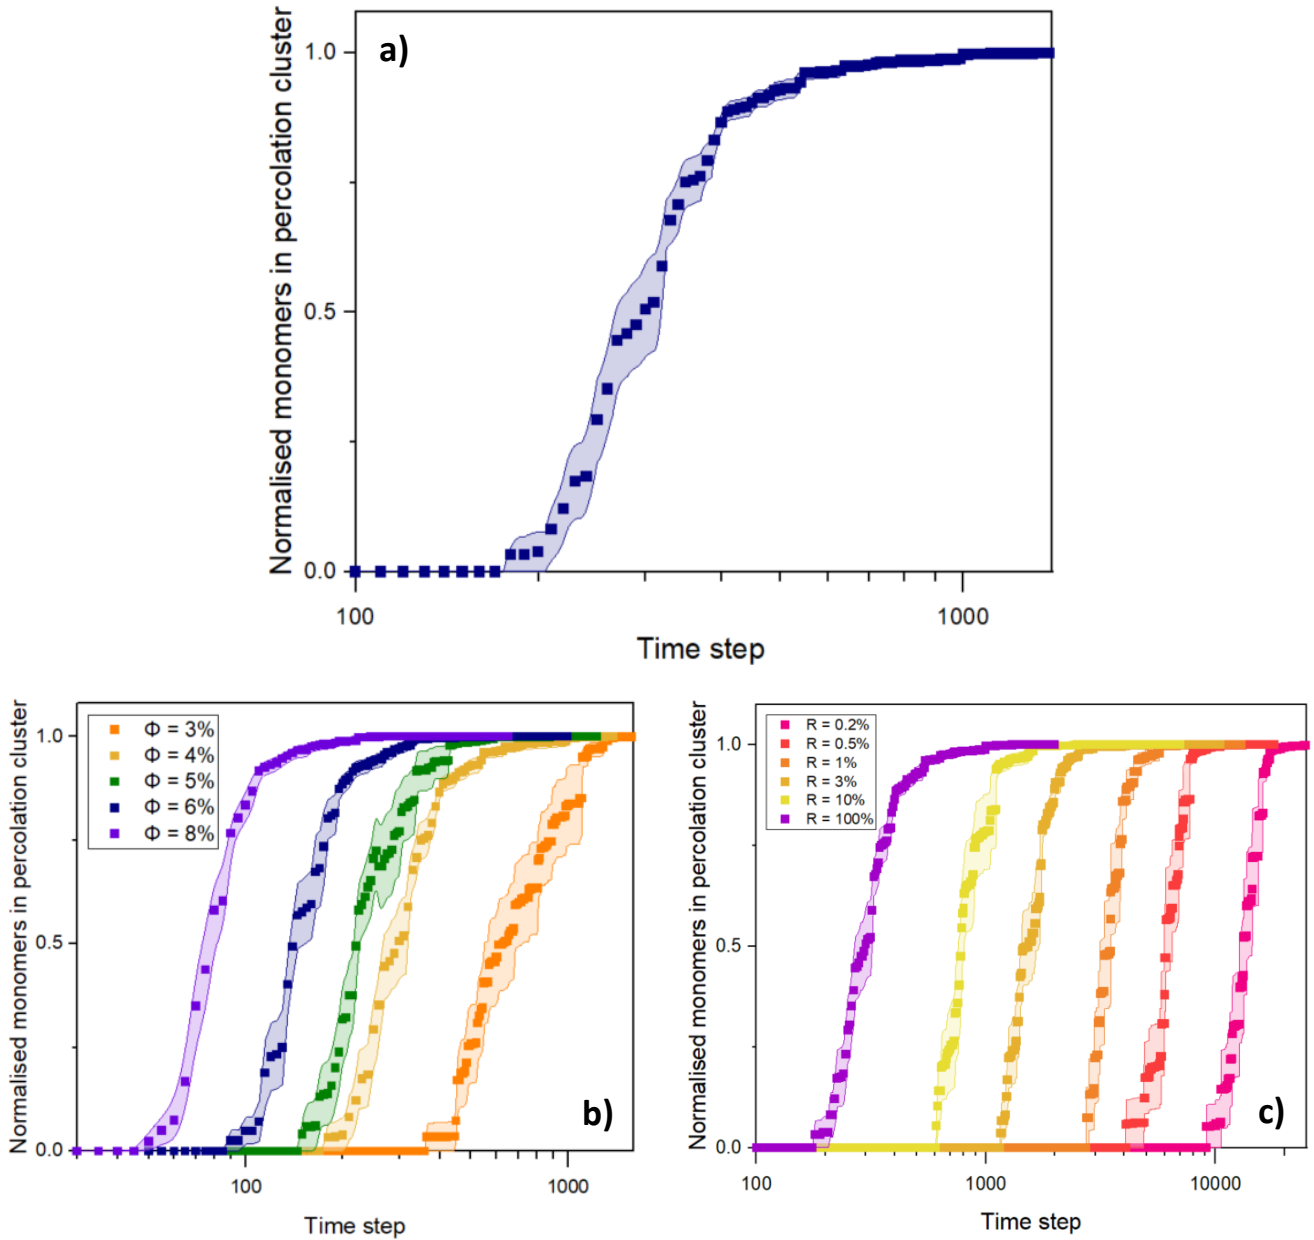 a)
Normalised monomers in percolation cluster
1.0
0.5
0.0
100
1000
Time step
Normalised monomers in percolation cluster
1.0
0.5
0.0
Φ = 3%
Φ = 4%
Φ = 5%
Φ = 6%
Φ = 8%
b)
100
1000
Time step
Normalised monomers in percolation cluster
1.0
0.5
0.0
R = 0.2%
R = 0.5%
R = 1%
R = 3%
R = 10%
R = 100%
c)
100
1000
10000
Time step